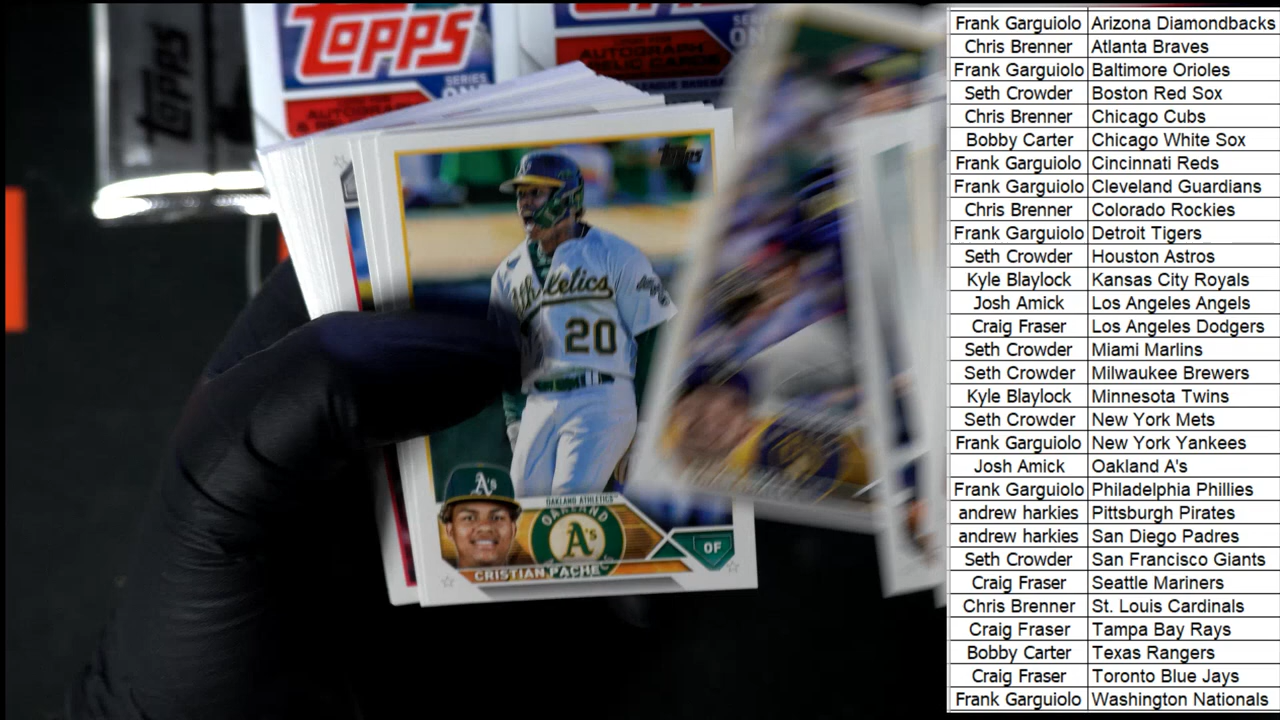 TOPPS
SERIES
ON
AUTOGRAPH
RELIC CARDS
Topps
Topps
Athletics
20
A's
OAKLAND ATHLETICS
OAKLAND
A's
OF
CRISTIAN PACHE
Frank Garguiolo Arizona Diamondbacks
Chris Brenner Atlanta Braves
Frank Garguiolo Baltimore Orioles
Seth Crowder Boston Red Sox
Chris Brenner Chicago Cubs
Bobby Carter Chicago White Sox
Frank Garguiolo Cincinnati Reds
Frank Garguiolo Cleveland Guardians
Chris Brenner Colorado Rockies
Frank Garguiolo Detroit Tigers
Seth Crowder Houston Astros
Kyle Blaylock Kansas City Royals
Josh Amick Los Angeles Angels
Craig Fraser Los Angeles Dodgers
Seth Crowder Miami Marlins
Seth Crowder Milwaukee Brewers
Kyle Blaylock Minnesota Twins
Seth Crowder New York Mets
Frank Garguiolo New York Yankees
Josh Amick Oakland A's
Frank Garguiolo Philadelphia Phillies
andrew harkies Pittsburgh Pirates
andrew harkies San Diego Padres
Seth Crowder San Francisco Giants
Craig Fraser Seattle Mariners
Chris Brenner St. Louis Cardinals
Craig Fraser Tampa Bay Rays
Bobby Carter Texas Rangers
Craig Fraser Toronto Blue Jays
Frank Garguiolo Washington Nationals